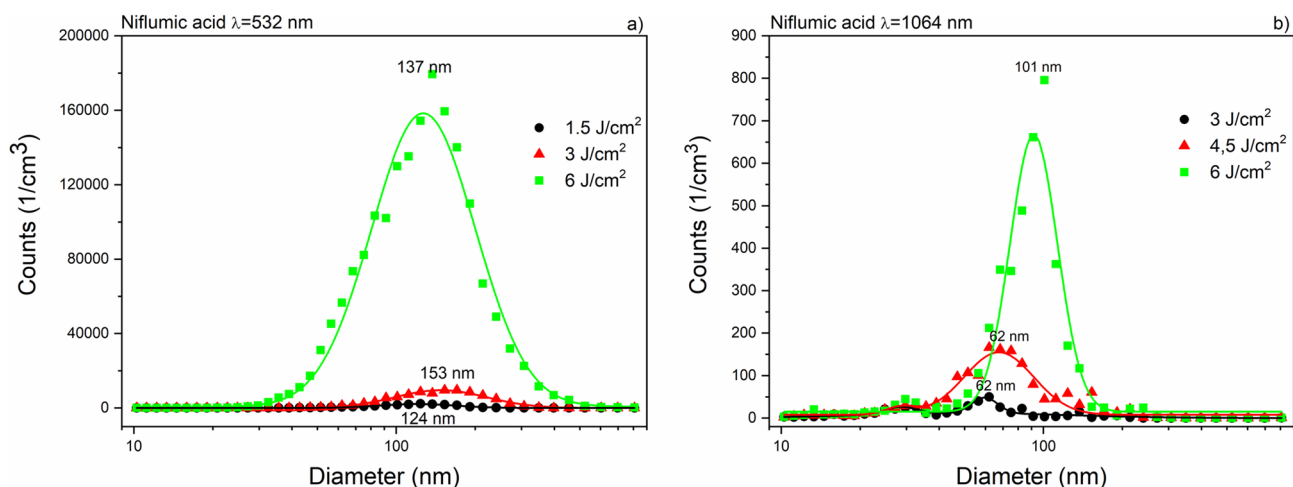 Niflumic acid λ=532 nm
a)
200000
160000
120000
80000
40000
0
Counts (1/cm³)
137 nm
1.5 J/cm²
3 J/cm²
6 J/cm²
153 nm
124 nm
10
100
Diameter (nm)
Niflumic acid λ=1064 nm
b)
900
800
700
600
500
400
300
200
100
0
Counts (1/cm³)
101 nm
3 J/cm²
4,5 J/cm²
6 J/cm²
62 nm
62 nm
10
100
Diameter (nm)